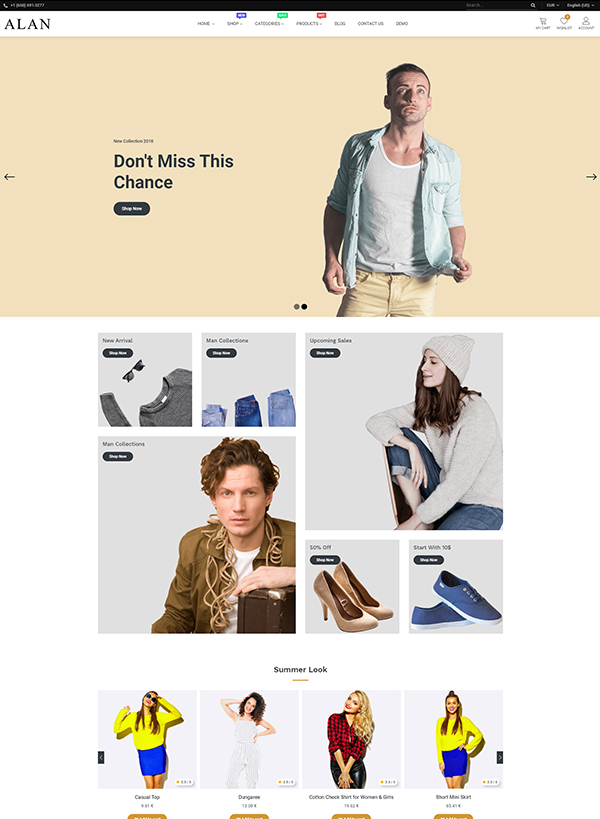 +1 (650) 691-3277
Search...
EUR
English (US)
ALAN
NEW
SALE
HOT
HOME
SHOP
CATEGORIES
PRODUCTS
BLOG
CONTACT US
DEMO
MY CART
WISHLIST
ACCOUNT
New Collection 2018
Don't Miss This
Chance
Shop Now
New Arrival
Shop Now
Man Collections
Shop Now
Upcoming Sales
Shop Now
Man Collections
Shop Now
50% Off
Shop Now
Start With 10$
Shop Now
Summer Look
Casual Top
Dungaree
Cotton Check Shirt for Women & Girls
Short Mini Skirt
9.61 €
13.08 €
19.62 €
65.41 €